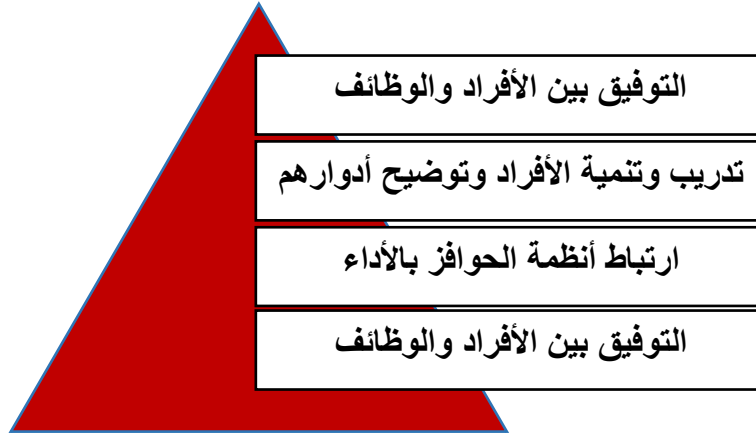 التوفيق بين الأفراد والوظائف
تدريب وتنمية الأفراد وتوضيح أدوارهم
ارتباط أنظمة الحوافز بالأداء
التوفيق بين الأفراد والوظائف